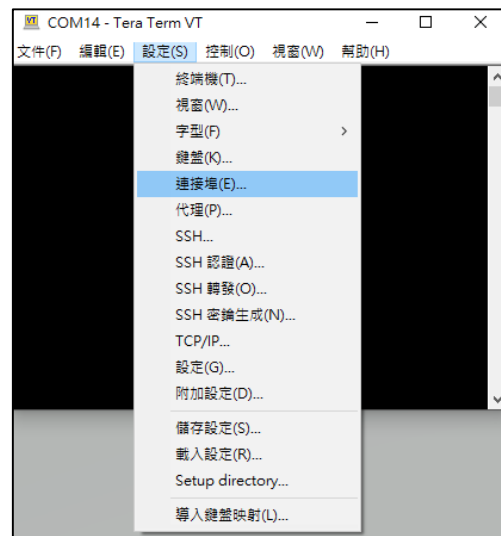 COM14 - Tera Term VT
文件(F) 編輯(E) 設定(S) 控制(O) 視窗(W) 幫助(H)
終端機(T)...
視窗(W)...
字型(F)
鍵盤(K)...
連接埠(E)...
代理(P)...
SSH...
SSH 認證(A)...
SSH 轉發(O)...
SSH 密鑰生成(N)...
TCP/IP...
設定(G)...
附加設定(D)...
儲存設定(S)...
載入設定(R)...
Setup directory...
導入鍵盤映射(L)...